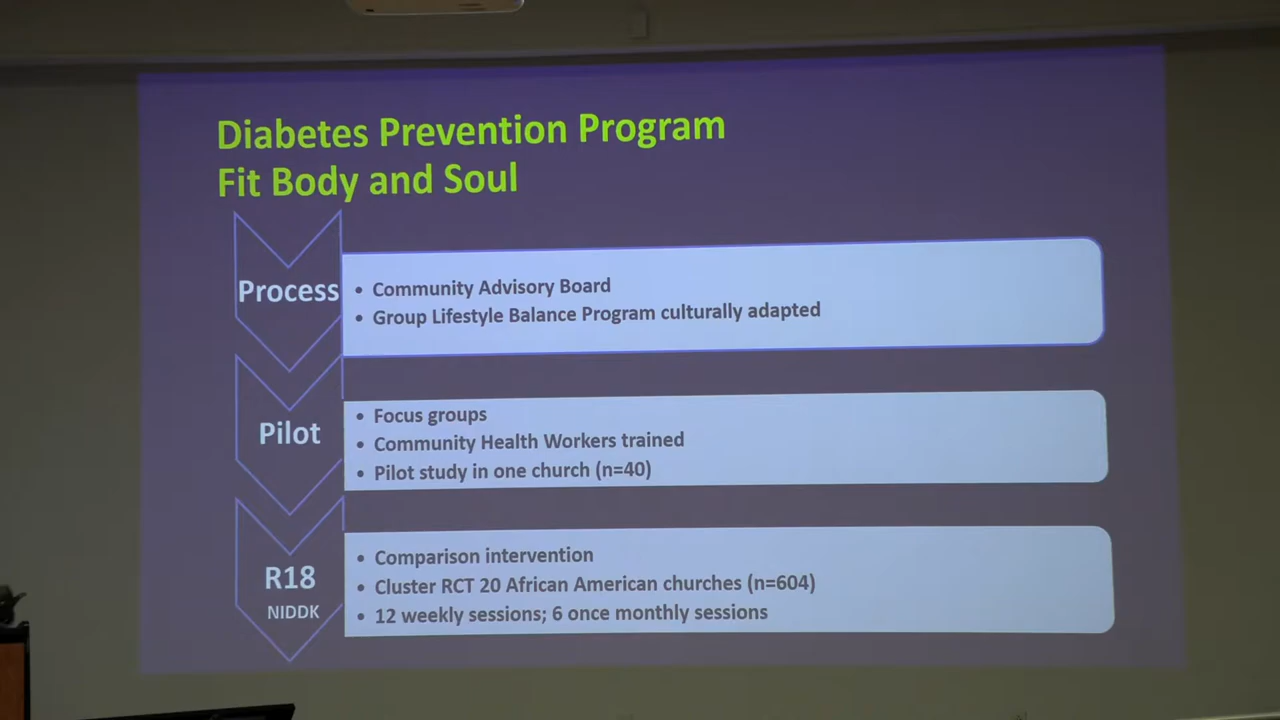 Diabetes Prevention Program
Fit Body and Soul
Process
• Community Advisory Board
• Group Lifestyle Balance Program culturally adapted
Pilot
• Focus groups
• Community Health Workers trained
• Pilot study in one church (n=40)
R18
NIDDK
• Comparison intervention
• Cluster RCT 20 African American churches (n=604)
• 12 weekly sessions; 6 once monthly sessions